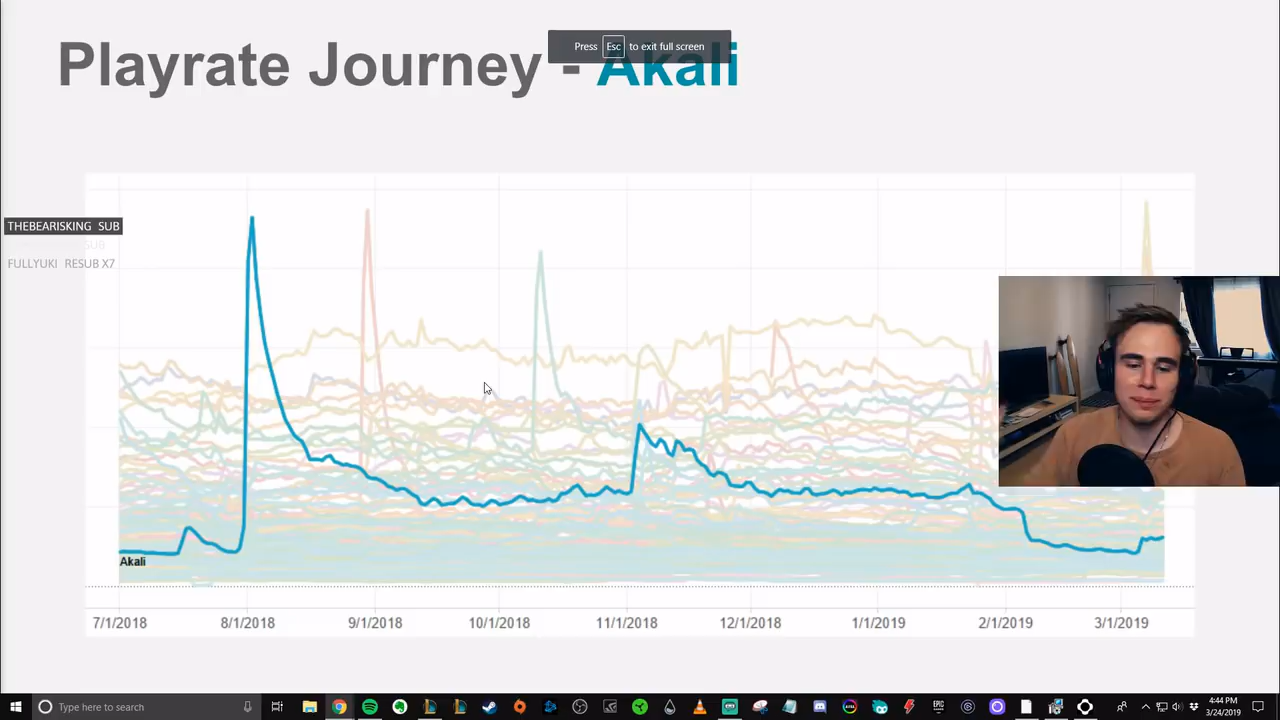 Playrate Journey - Akali
Press Esc to exit full screen
THEBEARISKING SUB
SUB
FULLYUKI RESUB X7
Akali
7/1/2018 8/1/2018 9/1/2018 10/1/2018 11/1/2018 12/1/2018 1/1/2019 2/1/2019 3/1/2019
Type here to search
4:44 PM
3/24/2019